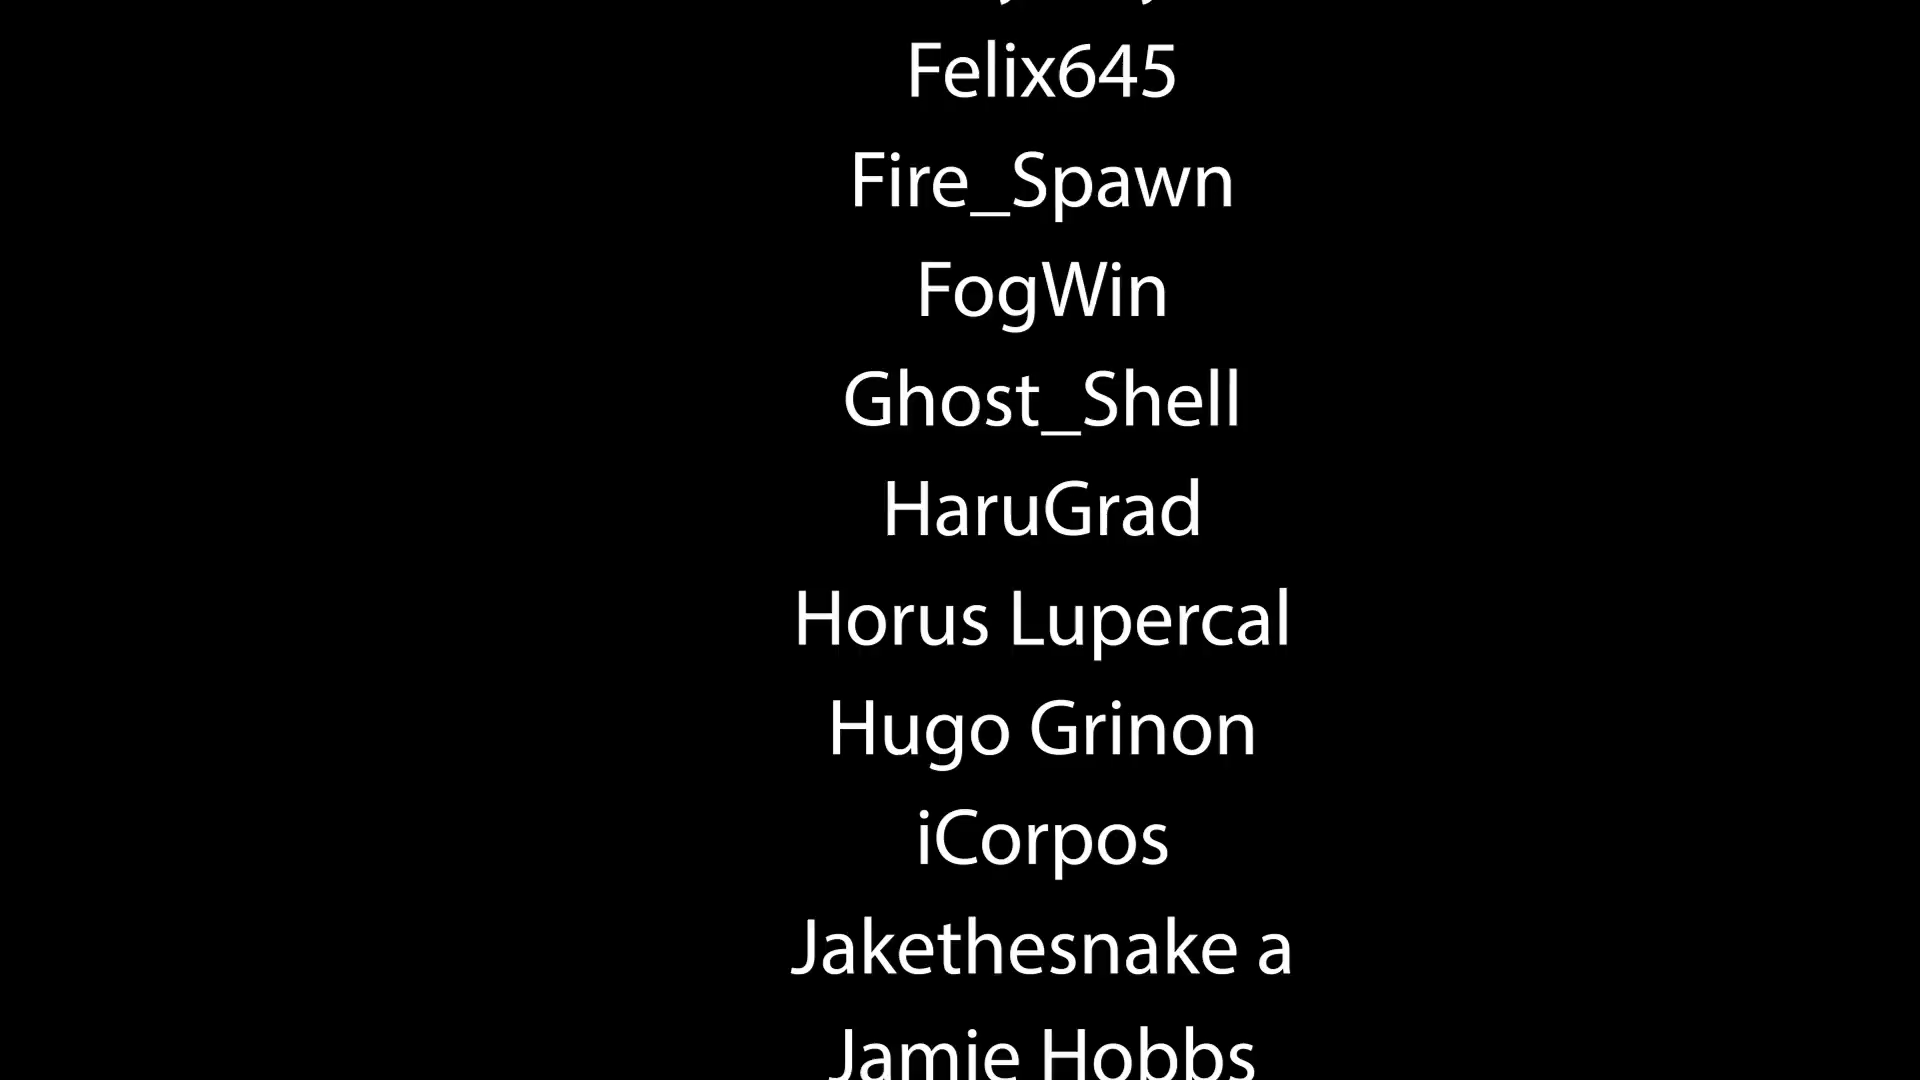 Felix645
Fire_Spawn
FogWin
Ghost_Shell
HaruGrad
Horus Lupercal
Hugo Grinon
iCorpos
Jakethesnake a
Jamie Hobbs